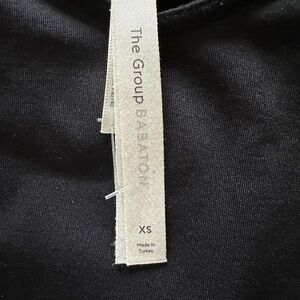 The Group BABATON
XS
Made in
Turkey